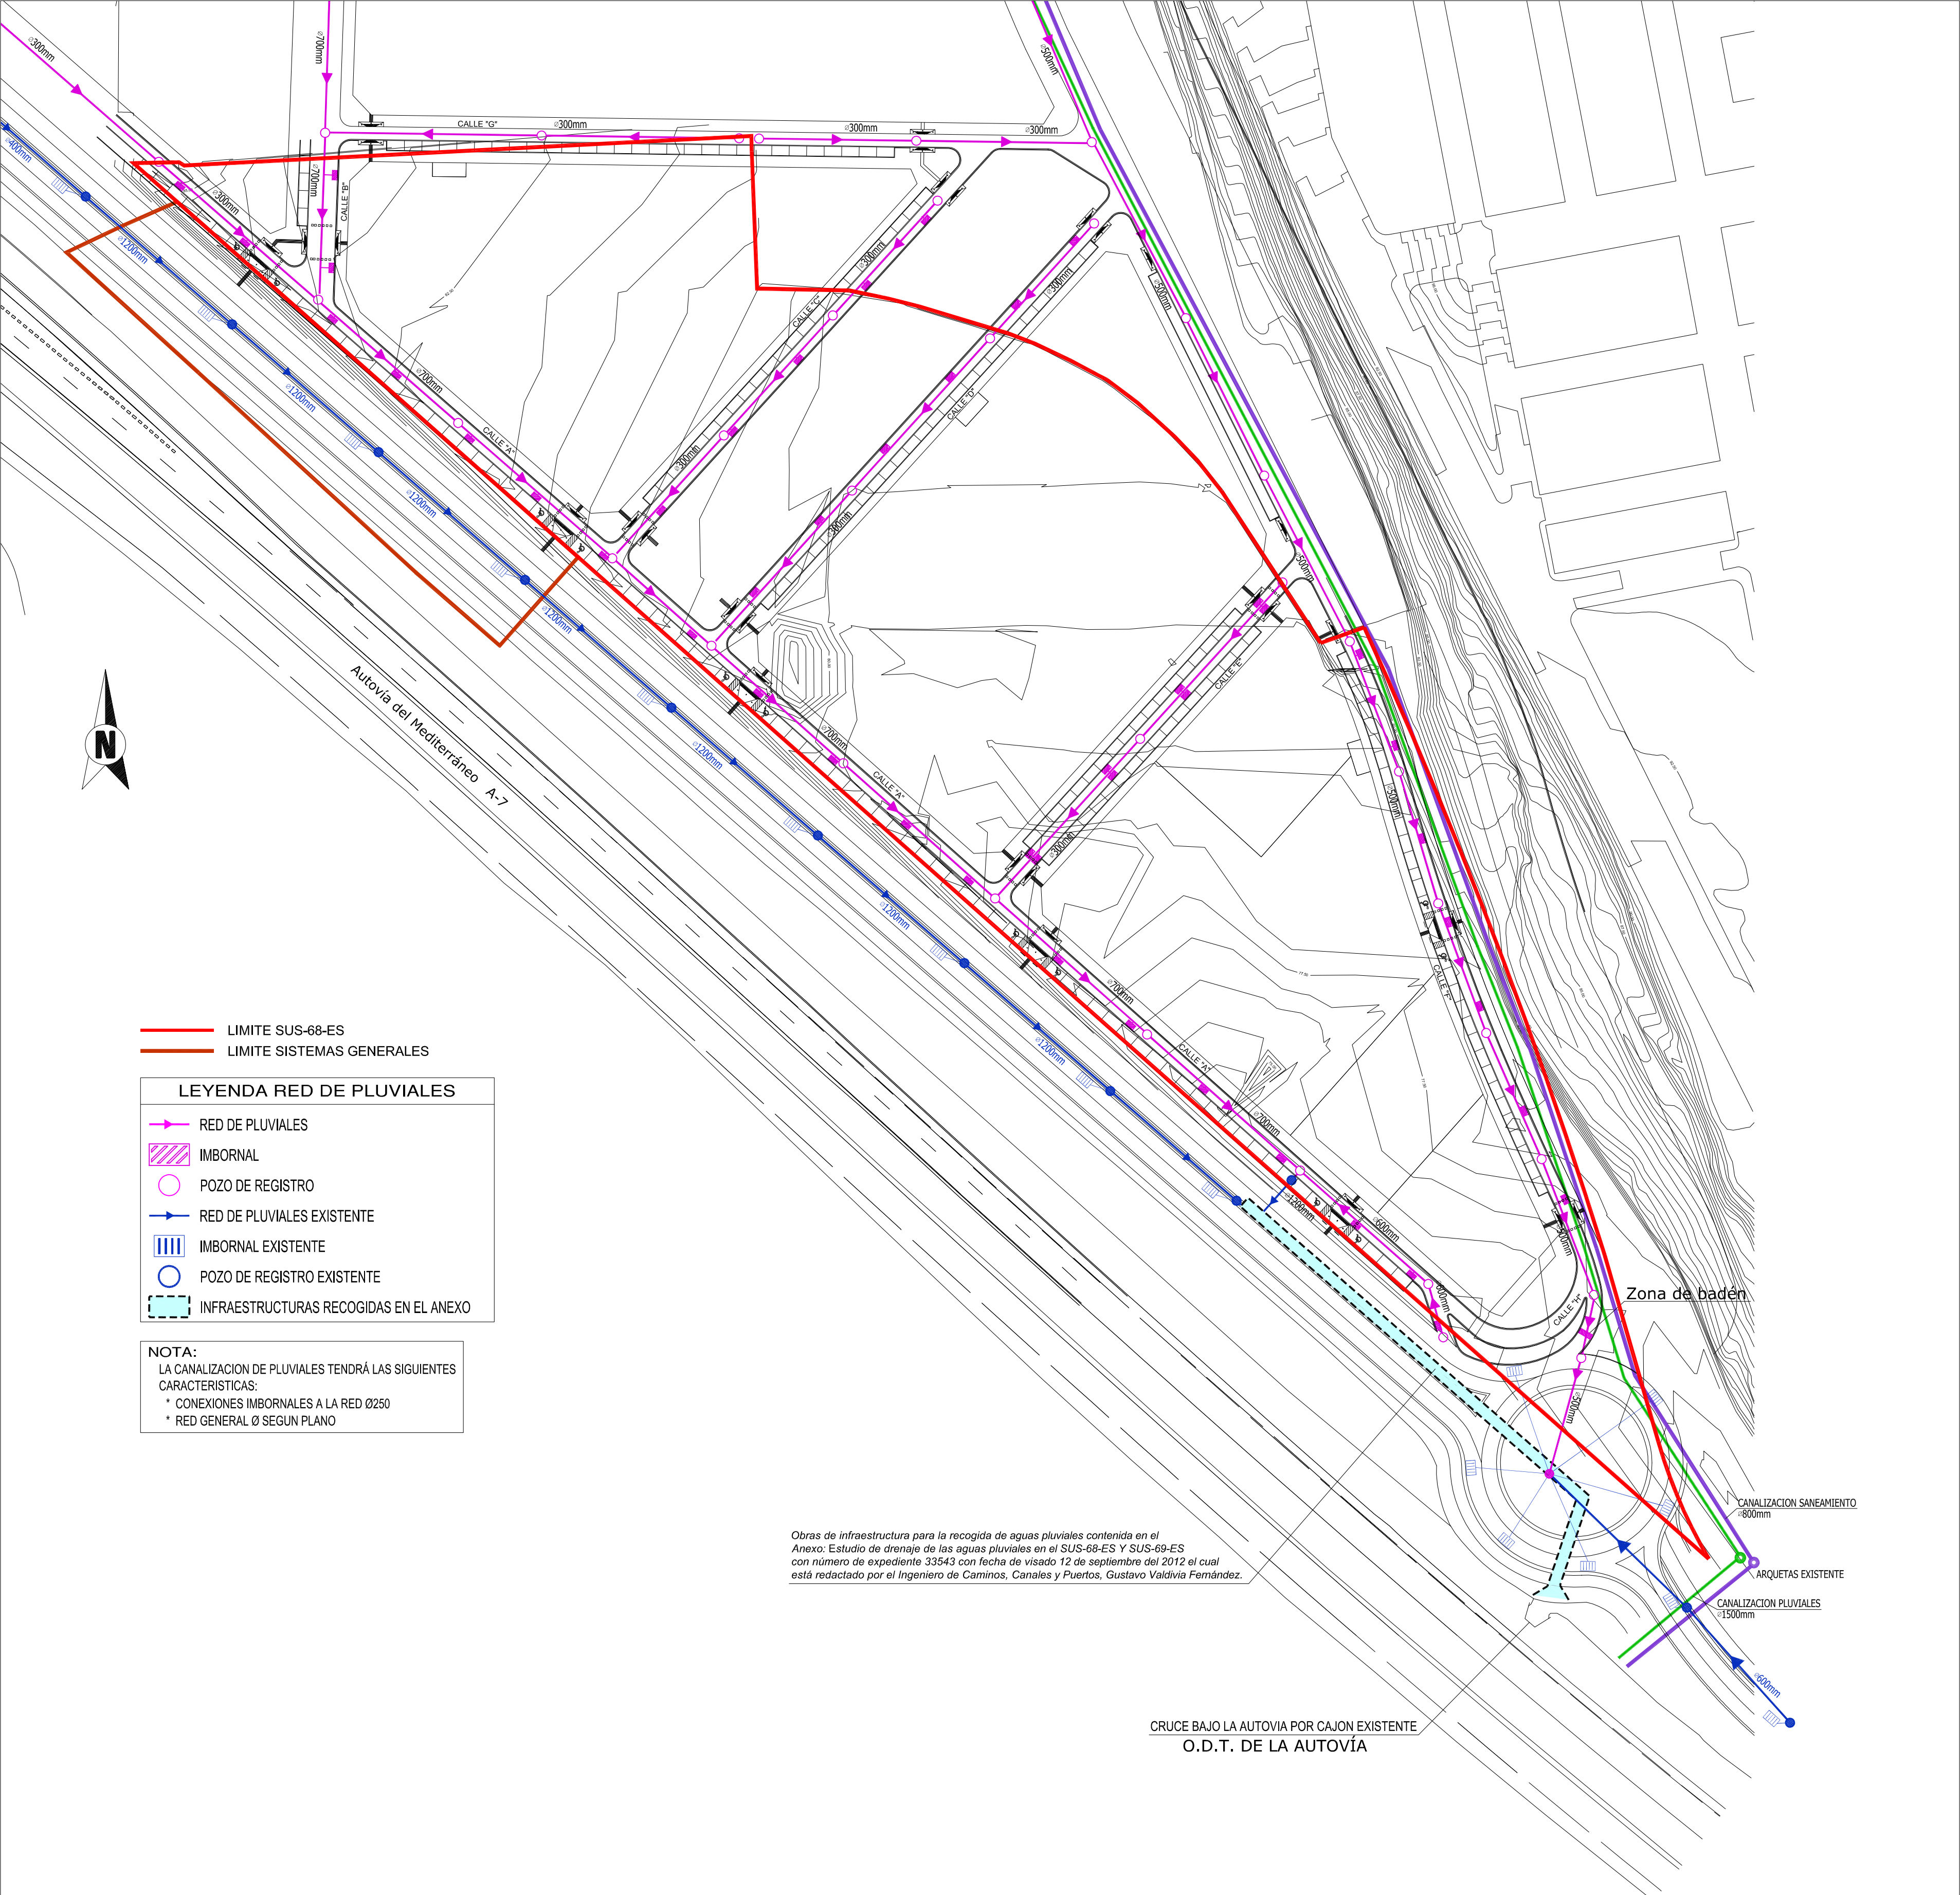 ø300mm
ø700mm
ø500mm
ø400mm
CALLE "G"
ø300mm
ø300mm
ø300mm
ø700mm
CALLE "B"
ø300mm
ø1200mm
ø300mm
CALLE "C"
ø300mm
ø500mm
ø1200mm
ø700mm
CALLE "A"
CALLE "D"
ø300mm
ø300mm
ø1200mm
ø500mm
ø1200mm
CALLE "E"
Autovía del Mediterráneo A-7
N
ø1200mm
ø700mm
CALLE "A"
ø500mm
ø300mm
ø1200mm
CALLE "F"
ø700mm
ø1200mm
CALLE "A"
ø700mm
LIMITE SUS-68-ES
LIMITE SISTEMAS GENERALES
LEYENDA RED DE PLUVIALES
RED DE PLUVIALES
IMBORNAL
POZO DE REGISTRO
RED DE PLUVIALES EXISTENTE
IMBORNAL EXISTENTE
POZO DE REGISTRO EXISTENTE
INFRAESTRUCTURAS RECOGIDAS EN EL ANEXO
ø1200mm
ø600mm
ø500mm
ø600mm
CALLE "H"
Zona de badén
NOTA:
LA CANALIZACION DE PLUVIALES TENDRÁ LAS SIGUIENTES
CARACTERISTICAS:
* CONEXIONES IMBORNALES A LA RED Ø250
* RED GENERAL Ø SEGUN PLANO
ø500mm
CANALIZACION SANEAMIENTO
ø800mm
Obras de infraestructura para la recogida de aguas pluviales contenida en el
Anexo: Estudio de drenaje de las aguas pluviales en el SUS-68-ES Y SUS-69-ES
con número de expediente 33543 con fecha de visado 12 de septiembre del 2012 el cual
está redactado por el Ingeniero de Caminos, Canales y Puertos, Gustavo Valdivia Fernández.
ARQUETAS EXISTENTE
CANALIZACION PLUVIALES
ø1500mm
ø600mm
CRUCE BAJO LA AUTOVIA POR CAJON EXISTENTE
O.D.T. DE LA AUTOVÍA